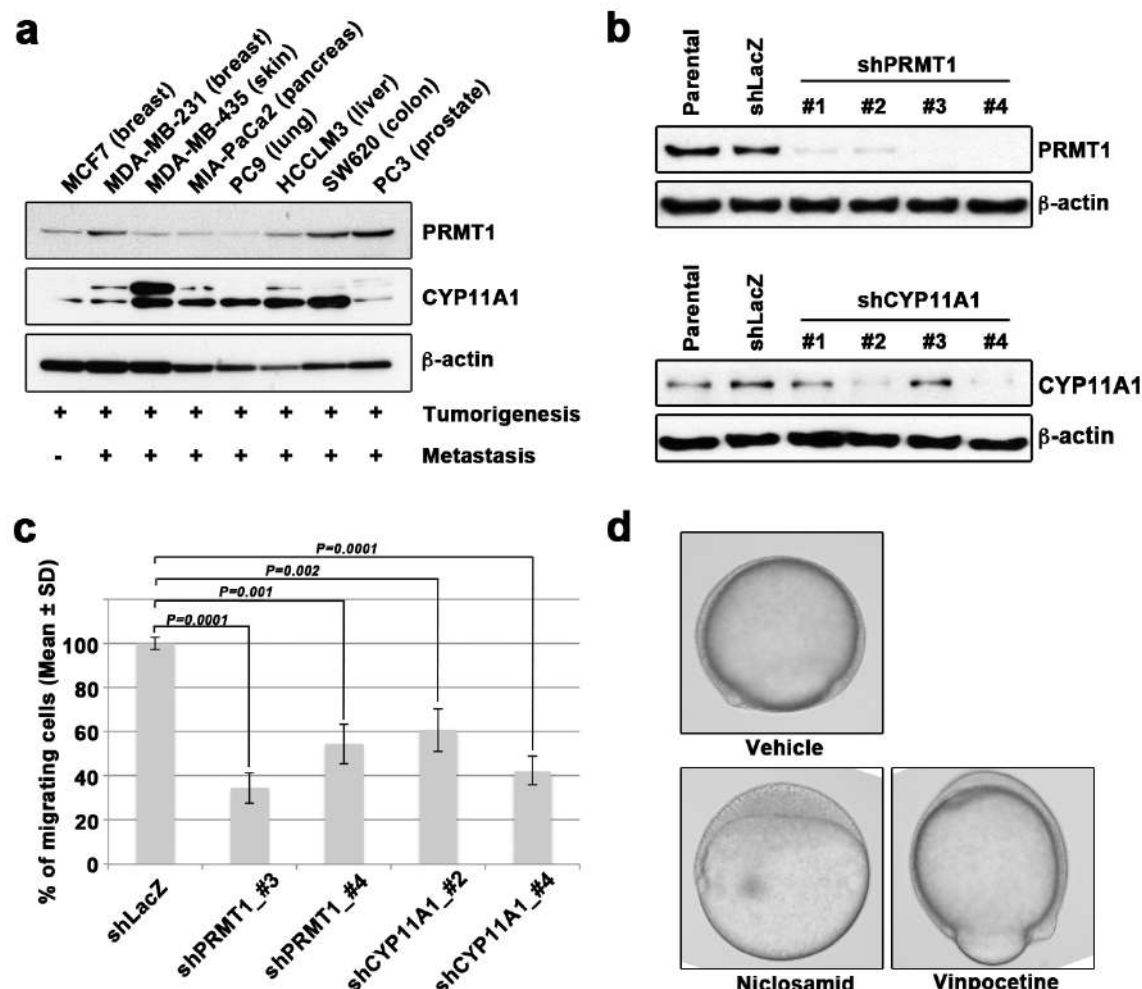 a
MCF7 (breast)
MDA-MB-231 (breast)
MDA-MB-435 (skin)
MIA-PaCa2 (pancreas)
PC9 (lung)
HCCLM3 (liver)
SW620 (colon)
PC3 (prostate)
PRMT1
CYP11A1
β-actin
+ + + + + + + + Tumorigenesis
- + + + + + + + Metastasis
b
Parental
shLacZ
shPRMT1
#1 #2 #3 #4
PRMT1
β-actin
Parental
shLacZ
shCYP11A1
#1 #2 #3 #4
CYP11A1
β-actin
c
% of migrating cells (Mean ± SD)
P=0.0001
P=0.002
P=0.001
P=0.0001
100
80
60
40
20
0
shLacZ
shPRMT1_#3
shPRMT1_#4
shCYP11A1_#2
shCYP11A1_#4
d
Vehicle
Niclosamid
Vinpocetine